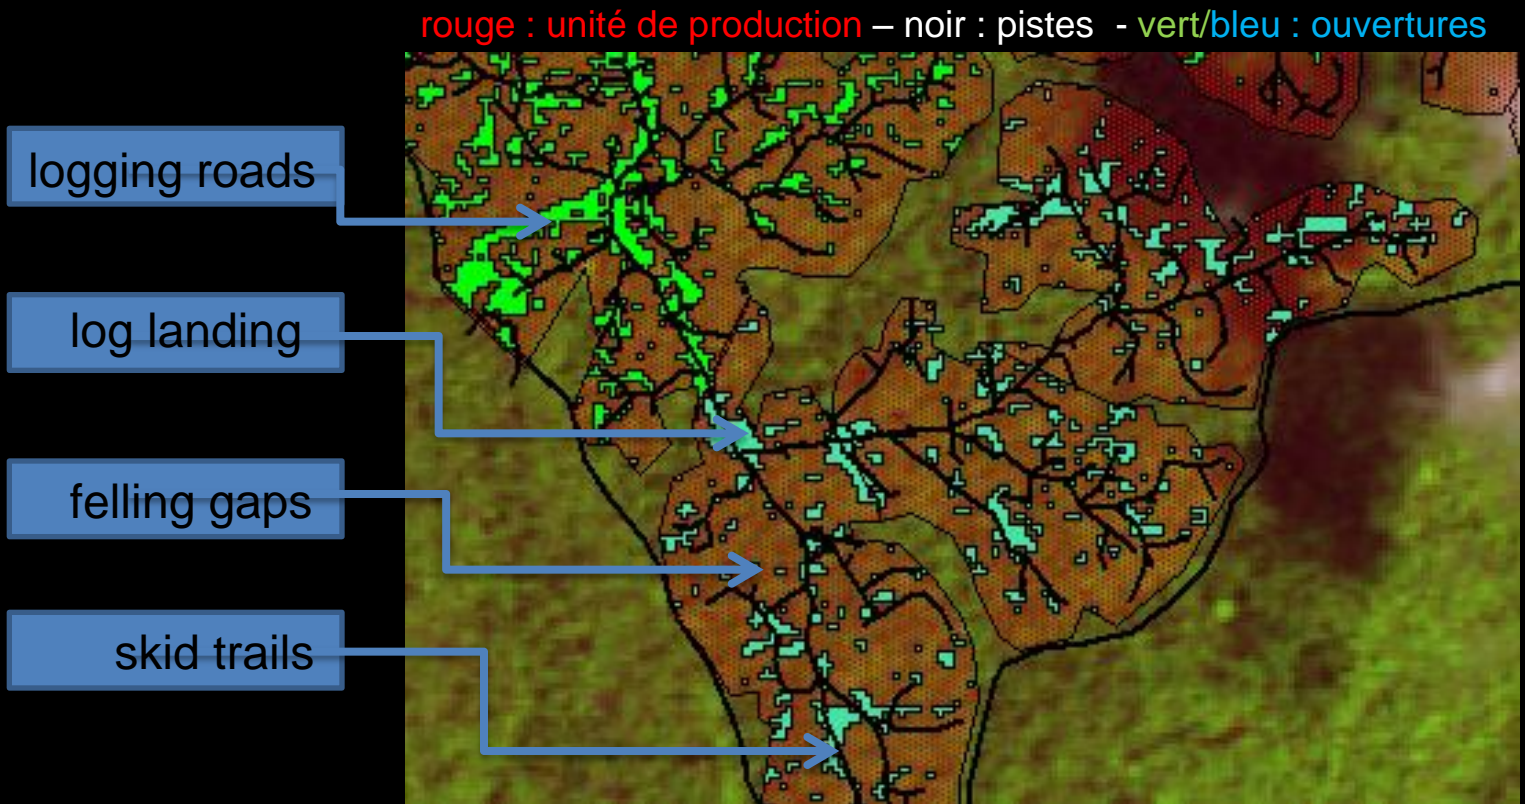 rouge : unité de production – noir : pistes - vert/bleu : ouvertures
logging roads
log landing
felling gaps
skid trails